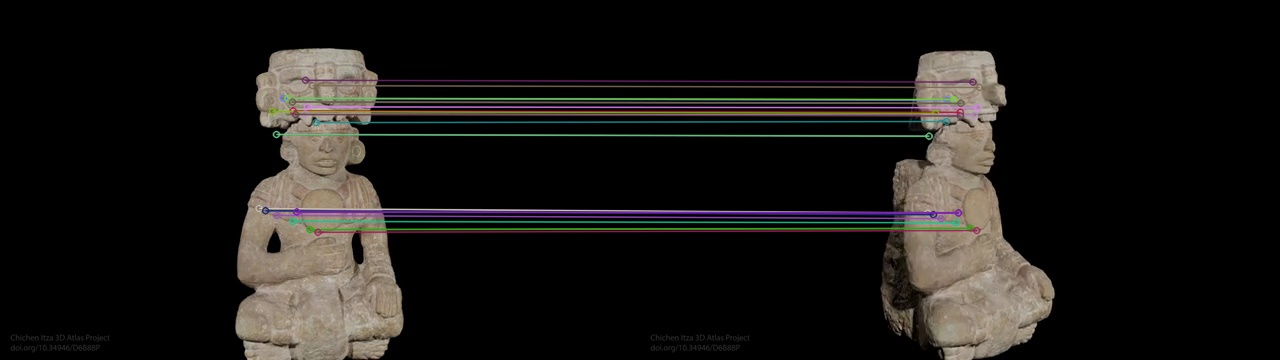 Chichen Itza 3D Atlas Project
doi.org/10.34946/D6B88P
Chichen Itza 3D Atlas Project
doi.org/10.34946/D6B88P